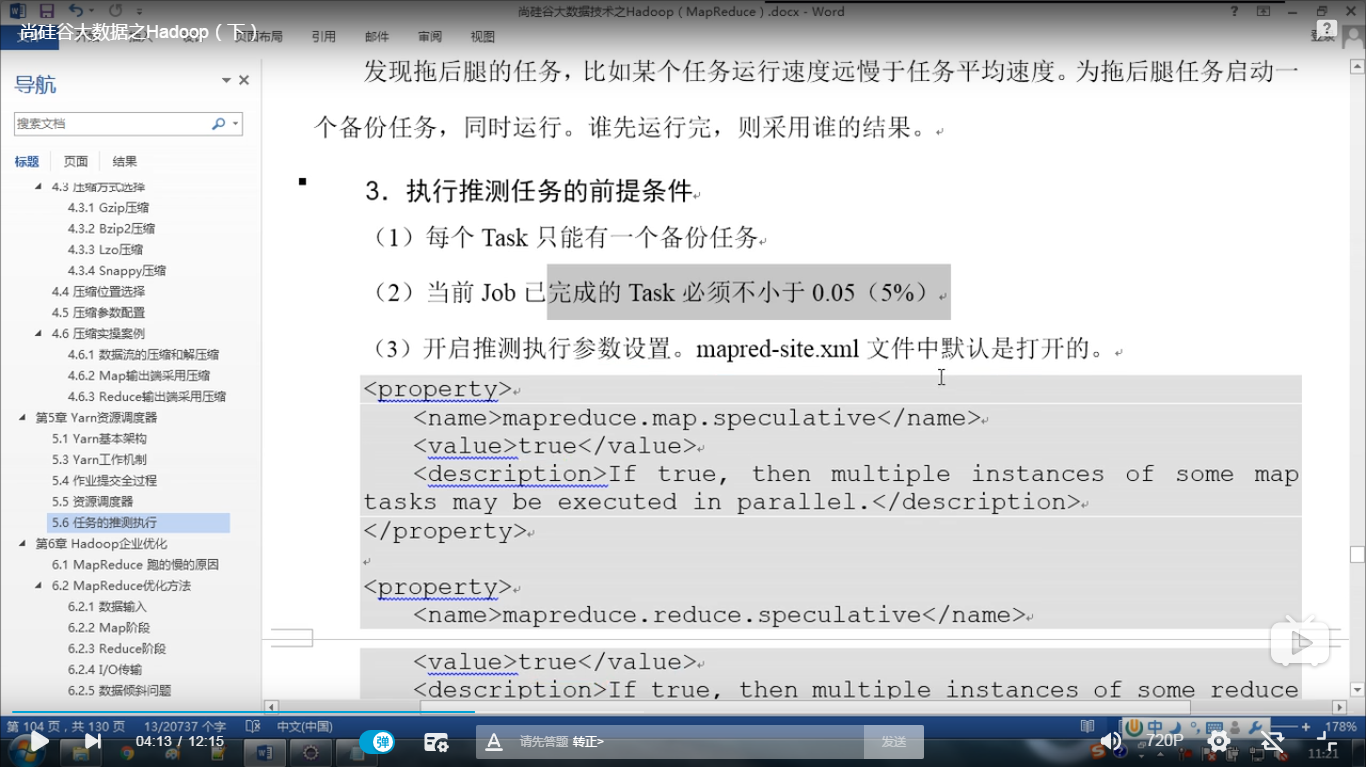 尚硅谷大数据技术之Hadoop（MapReduce）.docx - Word
尚硅谷大数据之Hadoop（下）
页面布局 引用 邮件 审阅 视图
登录
导航
搜索文档
标题 页面 结果
4.3 压缩方式选择
4.3.1 Gzip压缩
4.3.2 Bzip2压缩
4.3.3 Lzo压缩
4.3.4 Snappy压缩
4.4 压缩位置选择
4.5 压缩参数配置
4.6 压缩实操案例
4.6.1 数据流的压缩和解压缩
4.6.2 Map输出端采用压缩
4.6.3 Reduce输出端采用压缩
第5章 Yarn资源调度器
5.1 Yarn基本架构
5.3 Yarn工作机制
5.4 作业提交全过程
5.5 资源调度器
5.6 任务的推测执行
第6章 Hadoop企业优化
6.1 MapReduce 跑的慢的原因
6.2 MapReduce优化方法
6.2.1 数据输入
6.2.2 Map阶段
6.2.3 Reduce阶段
6.2.4 I/O传输
6.2.5 数据倾斜问题
发现拖后腿的任务，比如某个任务运行速度远慢于任务平均速度。为拖后腿任务启动一
个备份任务，同时运行。谁先运行完，则采用谁的结果。
3．执行推测任务的前提条件
（1）每个 Task 只能有一个备份任务
（2）当前 Job 已完成的 Task 必须不小于 0.05（5%）
（3）开启推测执行参数设置。mapred-site.xml 文件中默认是打开的。
<property>
<name>mapreduce.map.speculative</name>
<value>true</value>
<description>If true, then multiple instances of some map
tasks may be executed in parallel.</description>
</property>
<property>
<name>mapreduce.reduce.speculative</name>
<value>true</value>
<description>If true, then multiple instances of some reduce
第 104 页，共 130 页 13/20737 个字 中文(中国) 中 178%
04:13 / 12:15 弹 请先答题 转正> 发送 720P
11:21